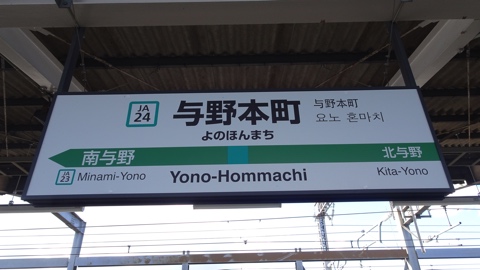 JA
24
与野本町
よのほんまち
与野本町
요노 혼마치
南与野
北与野
JA
23
Minami-Yono
Yono-Hommachi
Kita-Yono